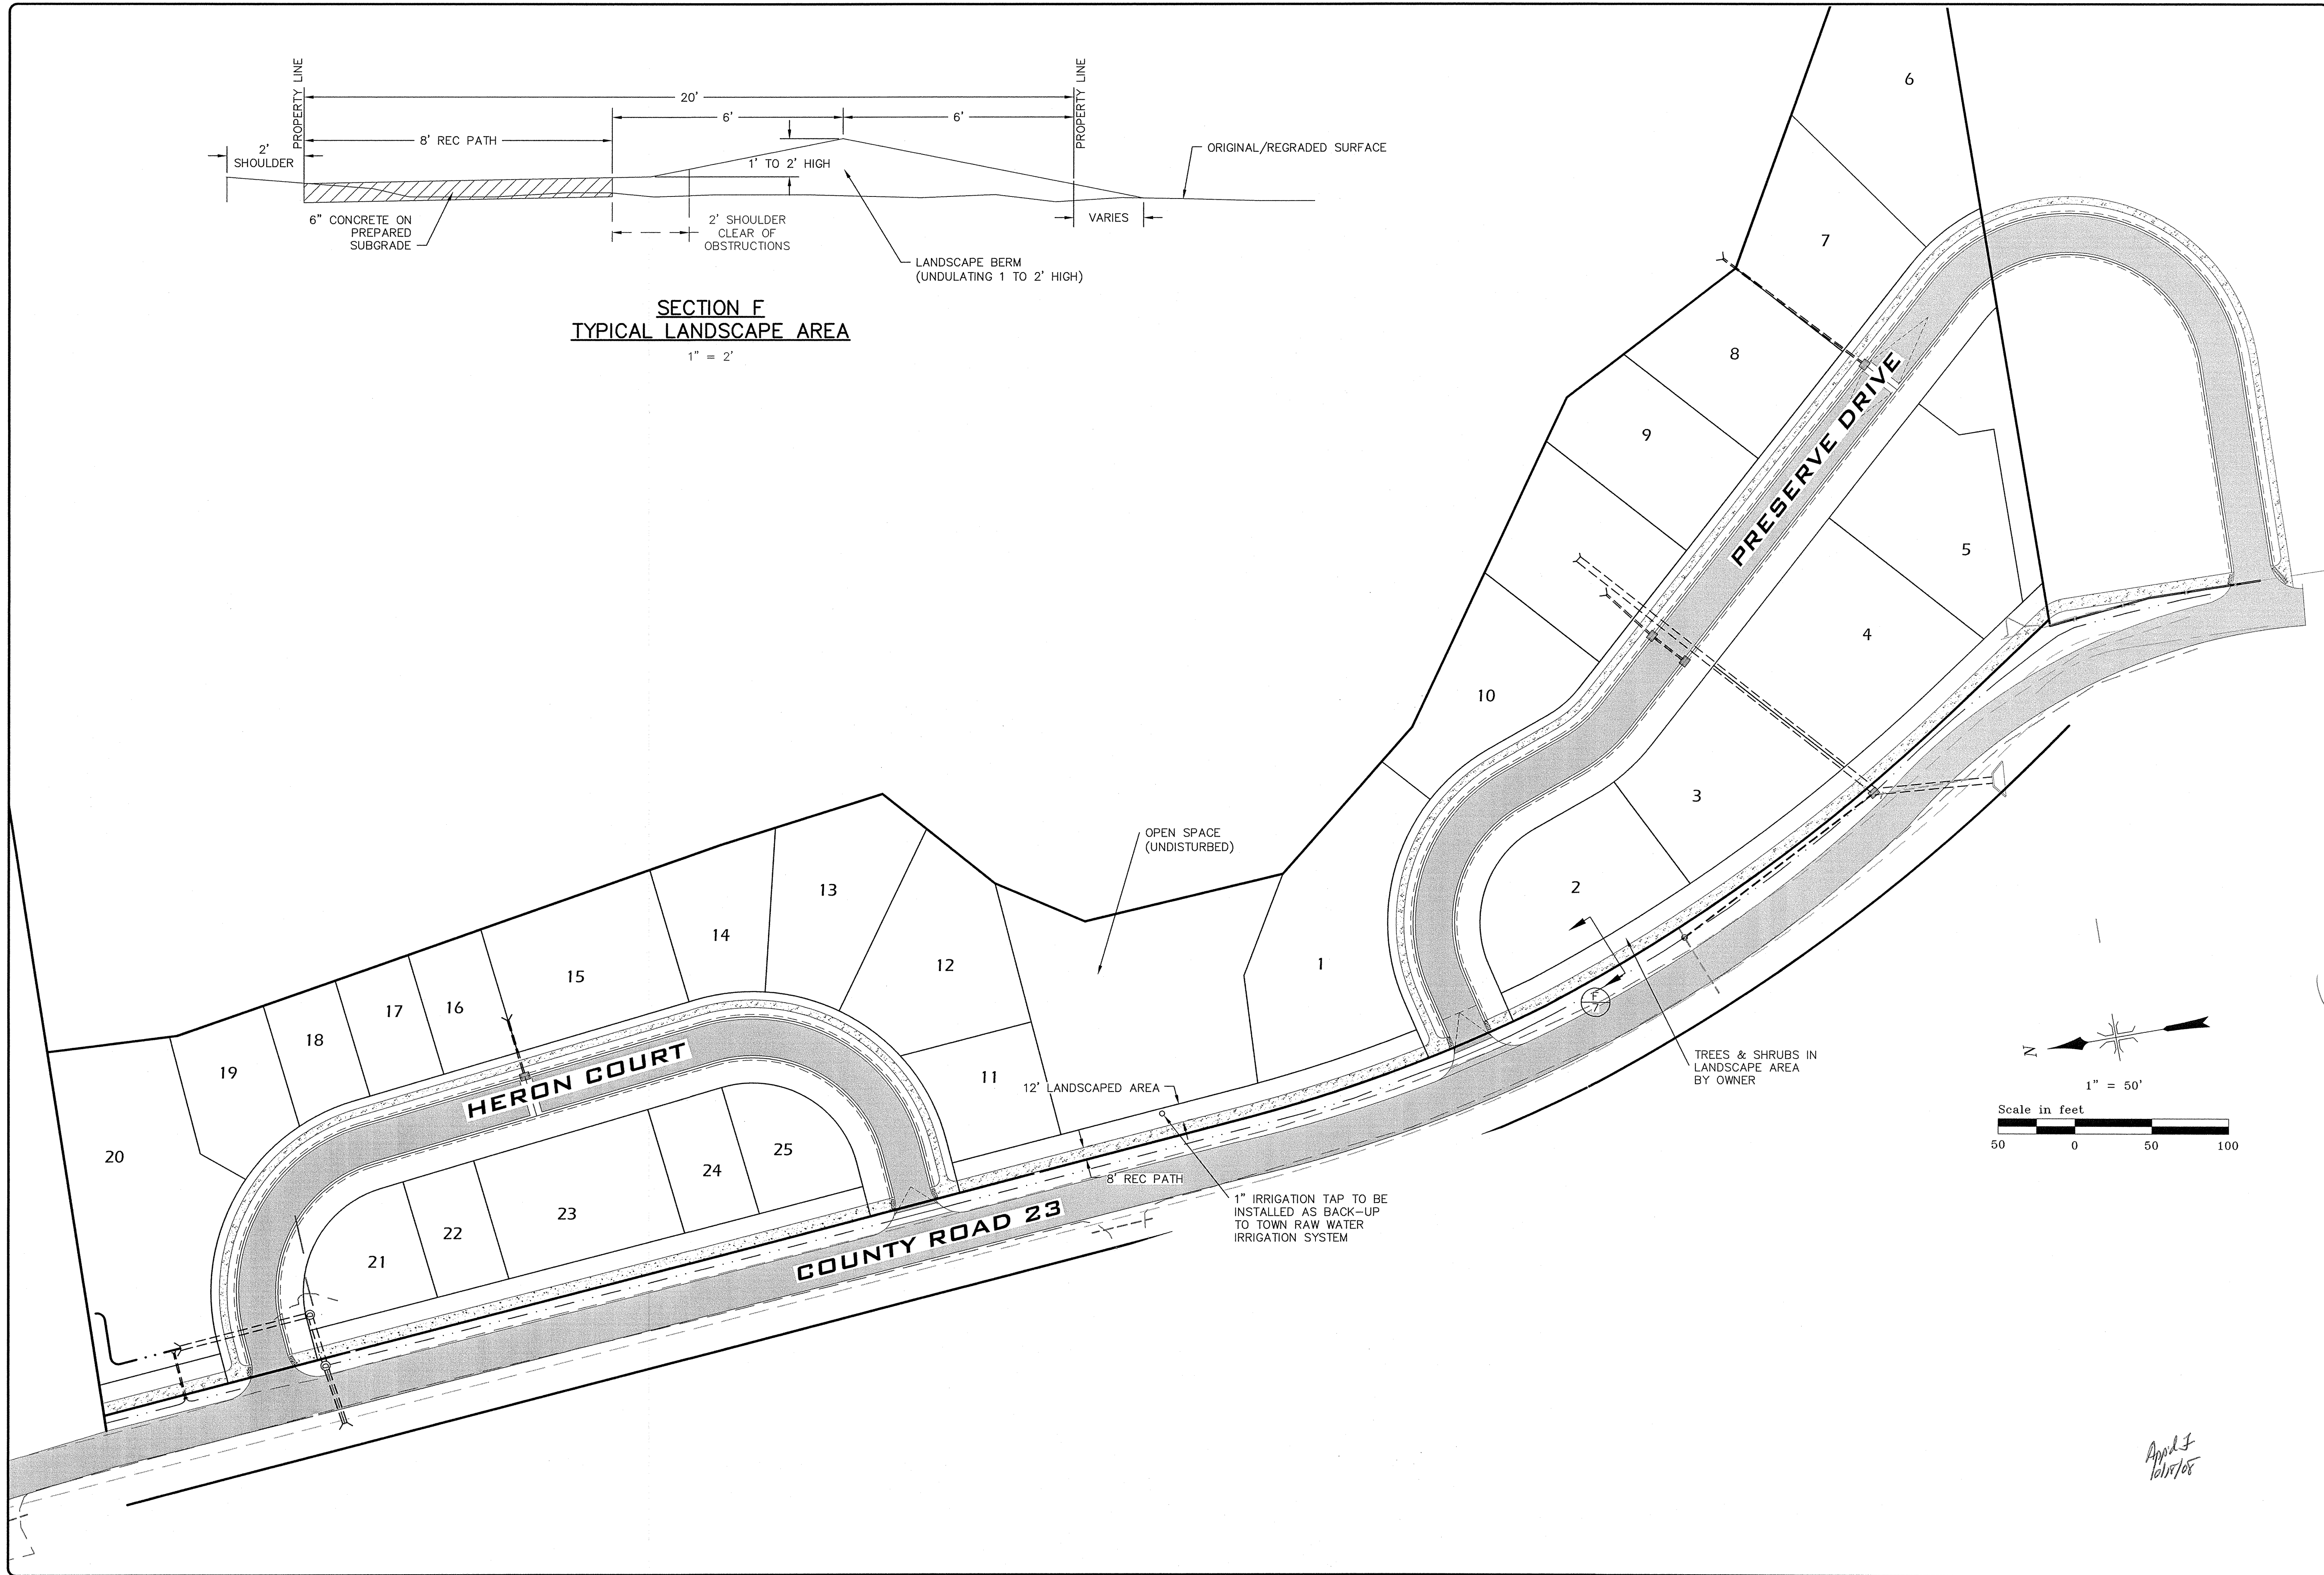 PROPERTY LINE
PROPERTY LINE
20'
6'
6'
8' REC PATH
2'
SHOULDER
1' TO 2' HIGH
ORIGINAL/REGRADED SURFACE
6" CONCRETE ON
PREPARED
SUBGRADE
2' SHOULDER
CLEAR OF
OBSTRUCTIONS
VARIES
LANDSCAPE BERM
(UNDULATING 1 TO 2' HIGH)
SECTION F
TYPICAL LANDSCAPE AREA
1" = 2'
6
7
8
9
PRESERVE DRIVE
5
4
10
3
2
OPEN SPACE
(UNDISTURBED)
13
14
12
1
15
16
17
18
19
20
HERON COURT
11
12' LANDSCAPED AREA
25
24
23
22
21
8' REC PATH
COUNTY ROAD 23
1" IRRIGATION TAP TO BE
INSTALLED AS BACK-UP
TO TOWN RAW WATER
IRRIGATION SYSTEM
F
7
TREES & SHRUBS IN
LANDSCAPE AREA
BY OWNER
N
1" = 50'
Scale in feet
50 0 50 100